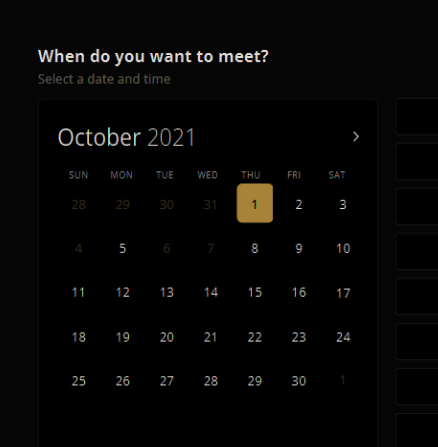 When do you want to meet?
Select a date and time
October 2021
SUN MON TUE WED THU FRI SAT
28 29 30 31 1 2 3
4 5 6 7 8 9 10
11 12 13 14 15 16 17
18 19 20 21 22 23 24
25 26 27 28 29 30 1